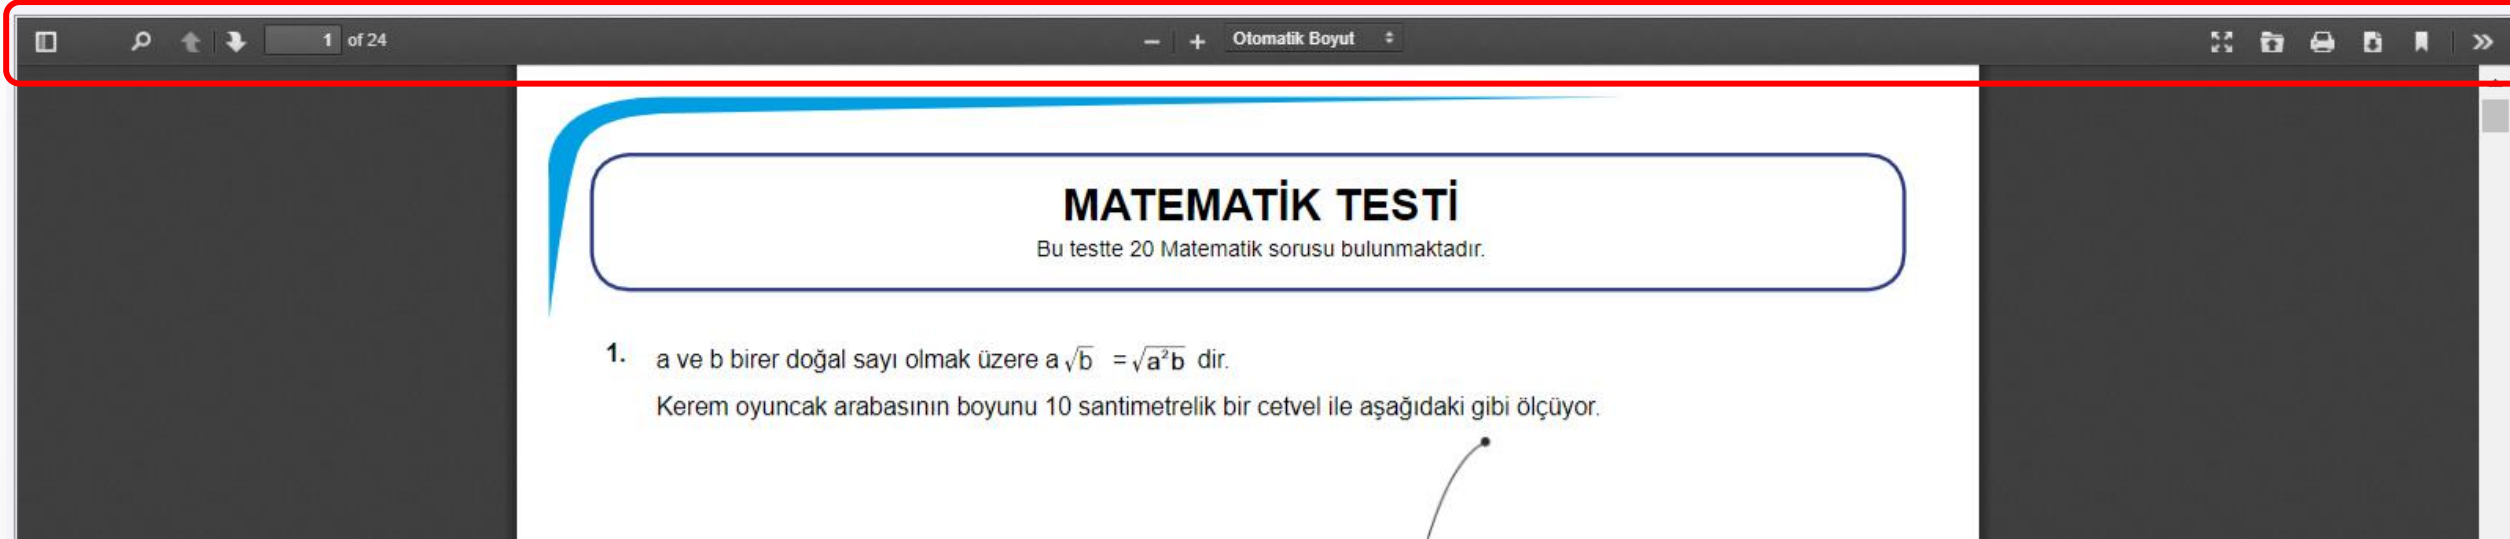 1 of 24
Otomatik Boyut
MATEMATİK TESTİ
Bu testte 20 Matematik sorusu bulunmaktadır.
1. a ve b birer doğal sayı olmak üzere a√b = √a²b dir.
Kerem oyuncak arabasının boyunu 10 santimetrelik bir cetvel ile aşağıdaki gibi ölçüyor.